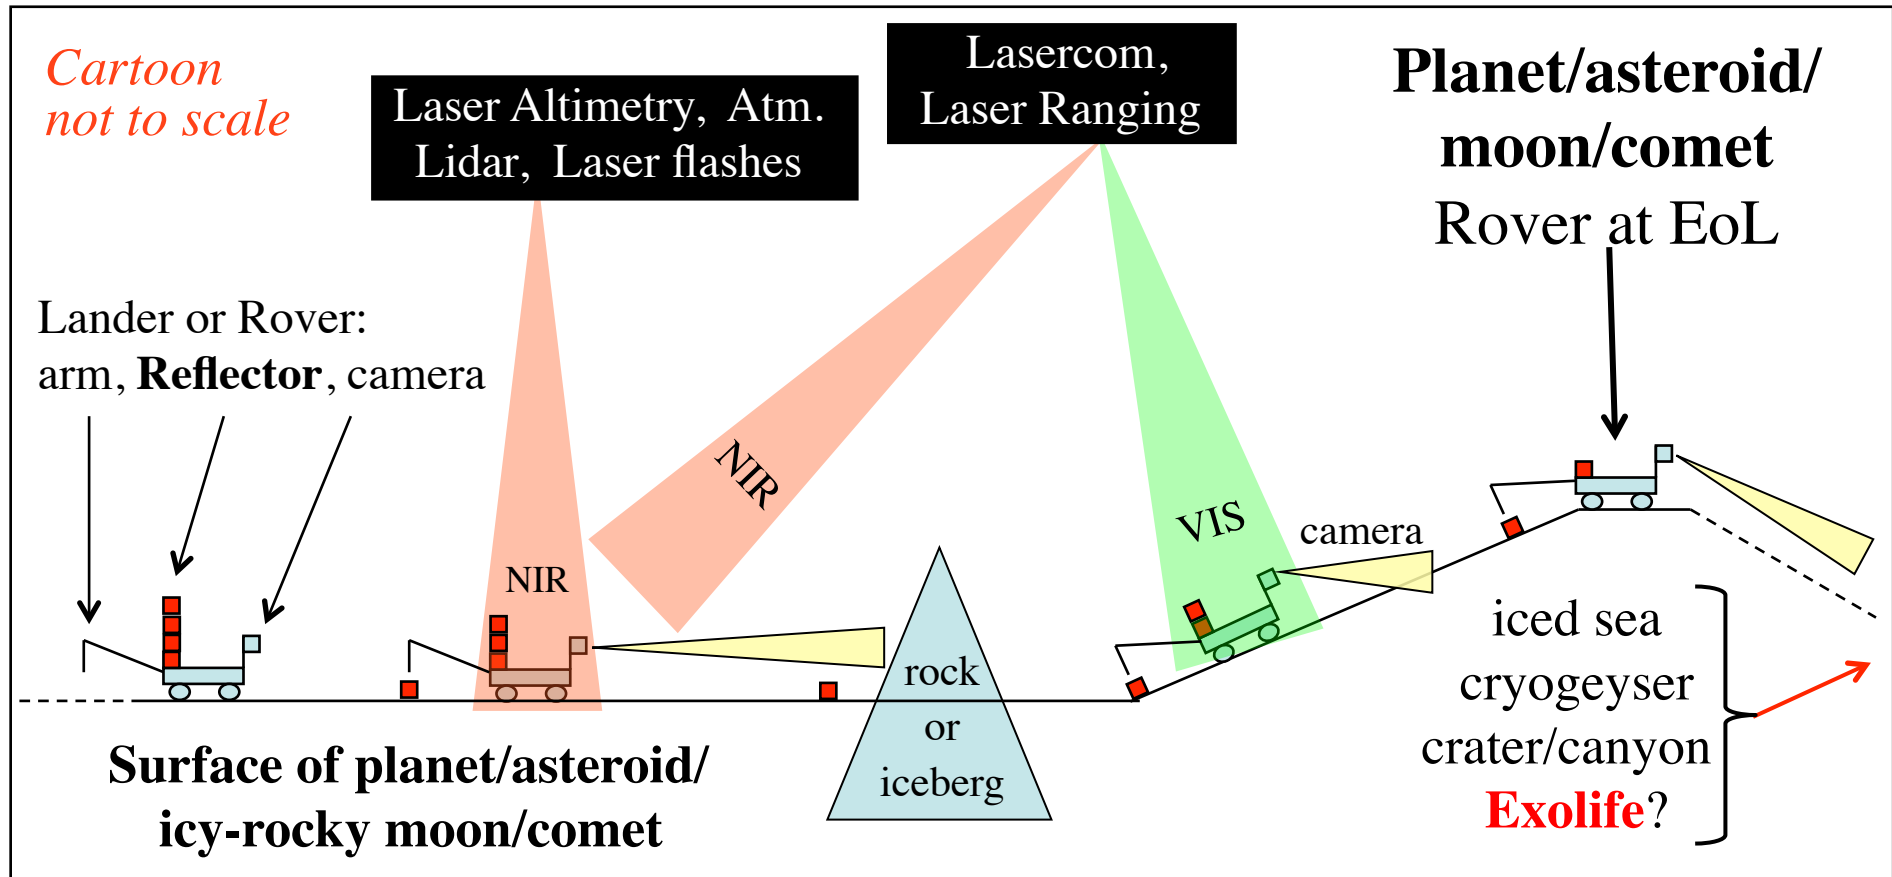 Cartoon
not to scale
Laser Altimetry, Atm.
Lidar, Laser flashes
Lasercom,
Laser Ranging
Planet/asteroid/
moon/comet
Rover at EoL
Lander or Rover:
arm, Reflector, camera
NIR
NIR
VIS
camera
rock
or
iceberg
iced sea
cryogeyser
crater/canyon
Exolife?
Surface of planet/asteroid/
icy-rocky moon/comet